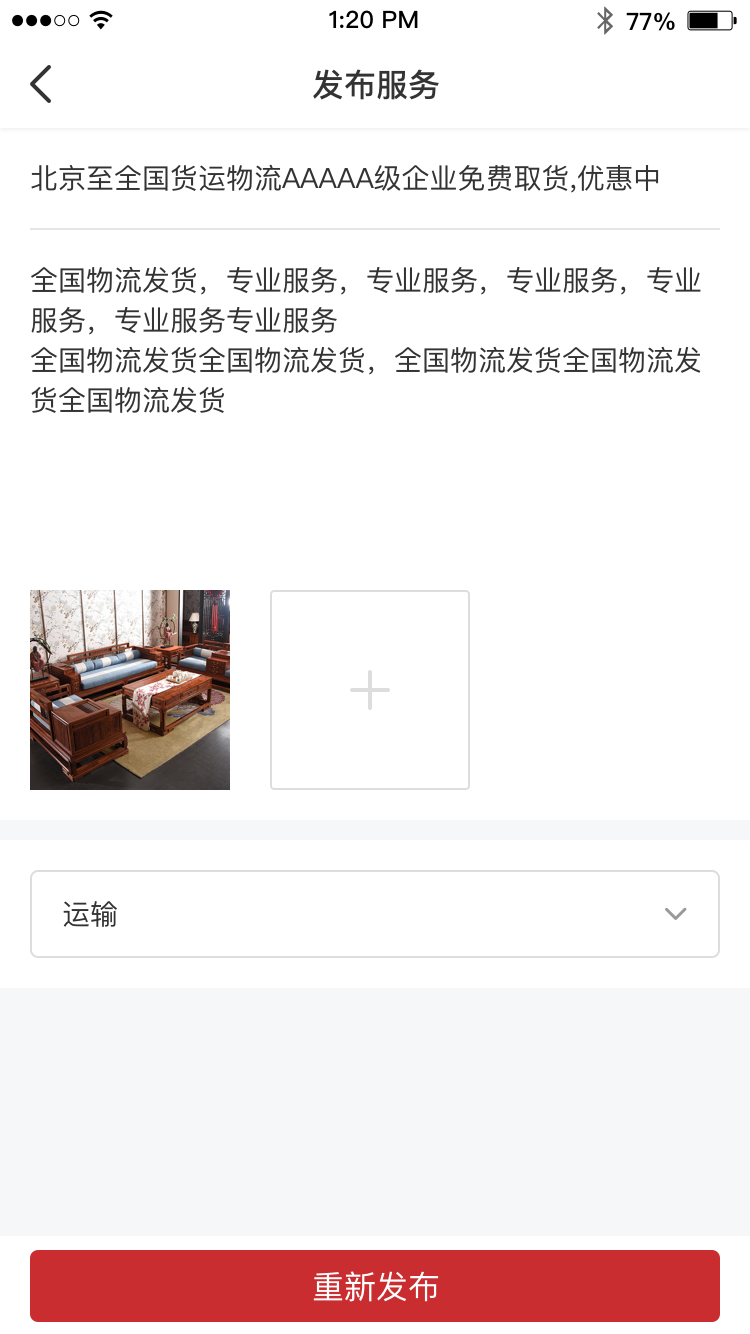 1:20 PM
77%
发布服务
北京至全国货运物流AAAAA级企业免费取货,优惠中
全国物流发货，专业服务，专业服务，专业服务，专业
服务，专业服务专业服务
全国物流发货全国物流发货，全国物流发货全国物流发
货全国物流发货
运输
重新发布